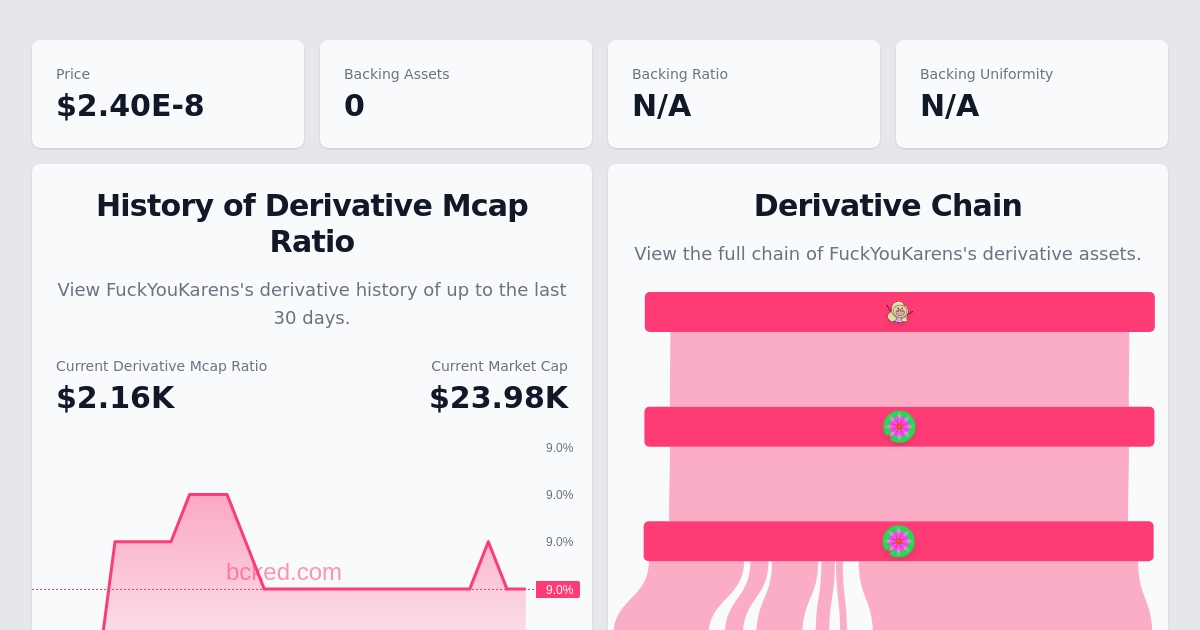 Price
$2.40E-8
Backing Assets
0
Backing Ratio
N/A
Backing Uniformity
N/A
History of Derivative Mcap
Ratio
View FuckYouKarens's derivative history of up to the last
30 days.
Current Derivative Mcap Ratio
$2.16K
Current Market Cap
$23.98K
9.0%
9.0%
9.0%
9.0%
bcked.com
Derivative Chain
View the full chain of FuckYouKarens's derivative assets.